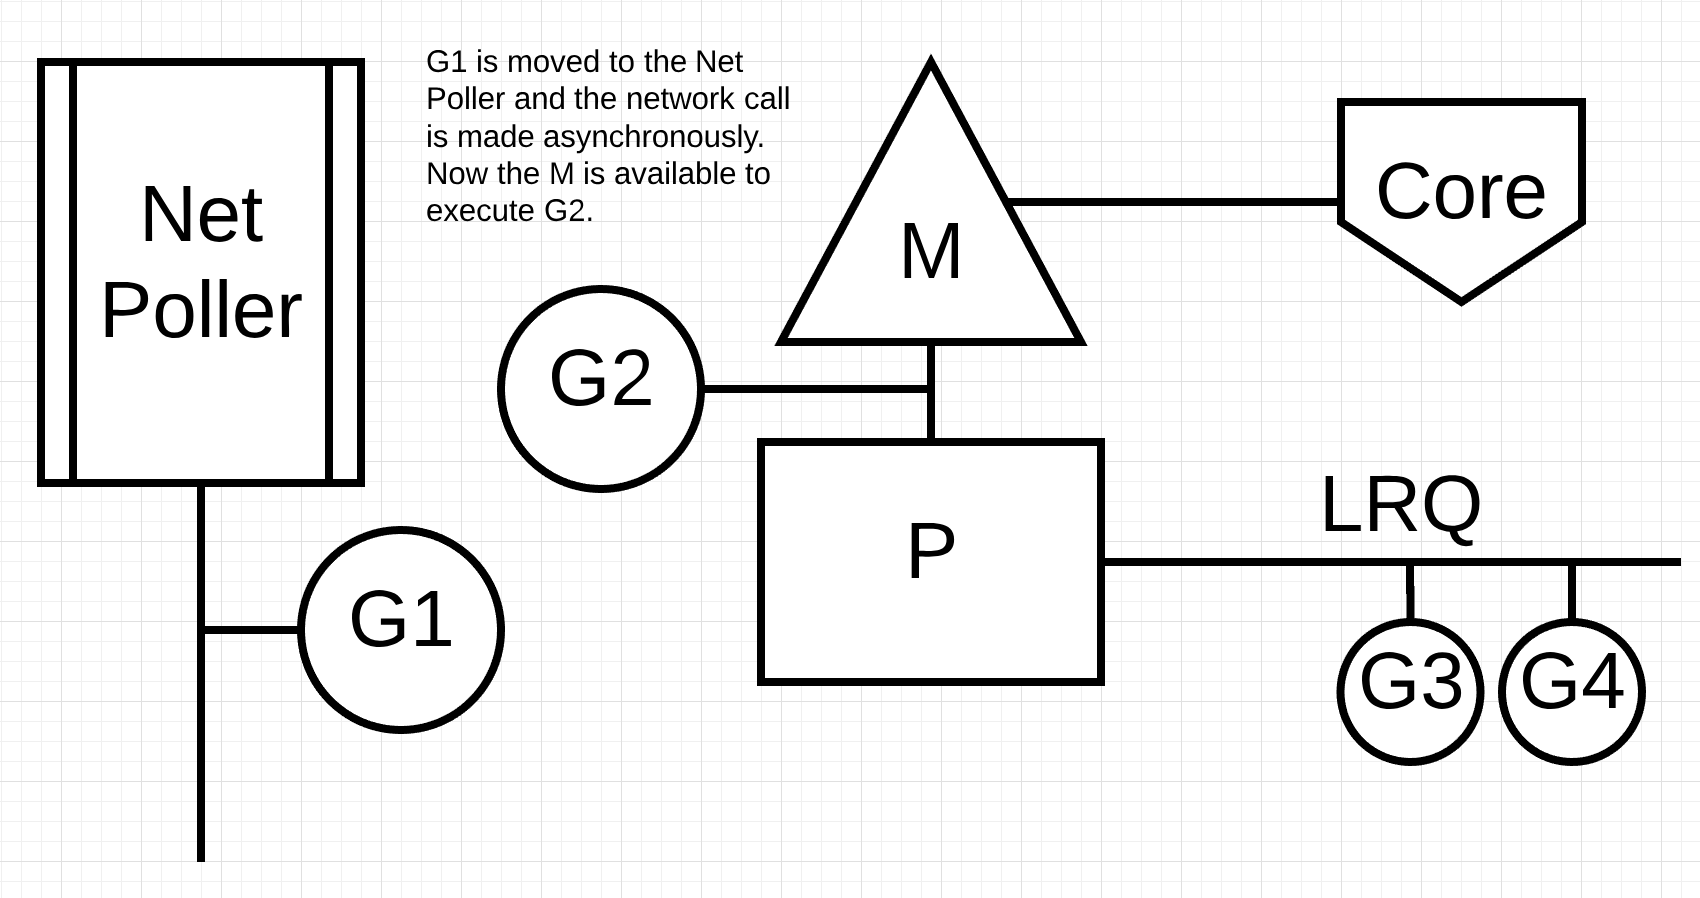 Net
Poller
G1 is moved to the Net
Poller and the network call
is made asynchronously.
Now the M is available to
execute G2.
M
Core
G2
P
LRQ
G1
G3
G4